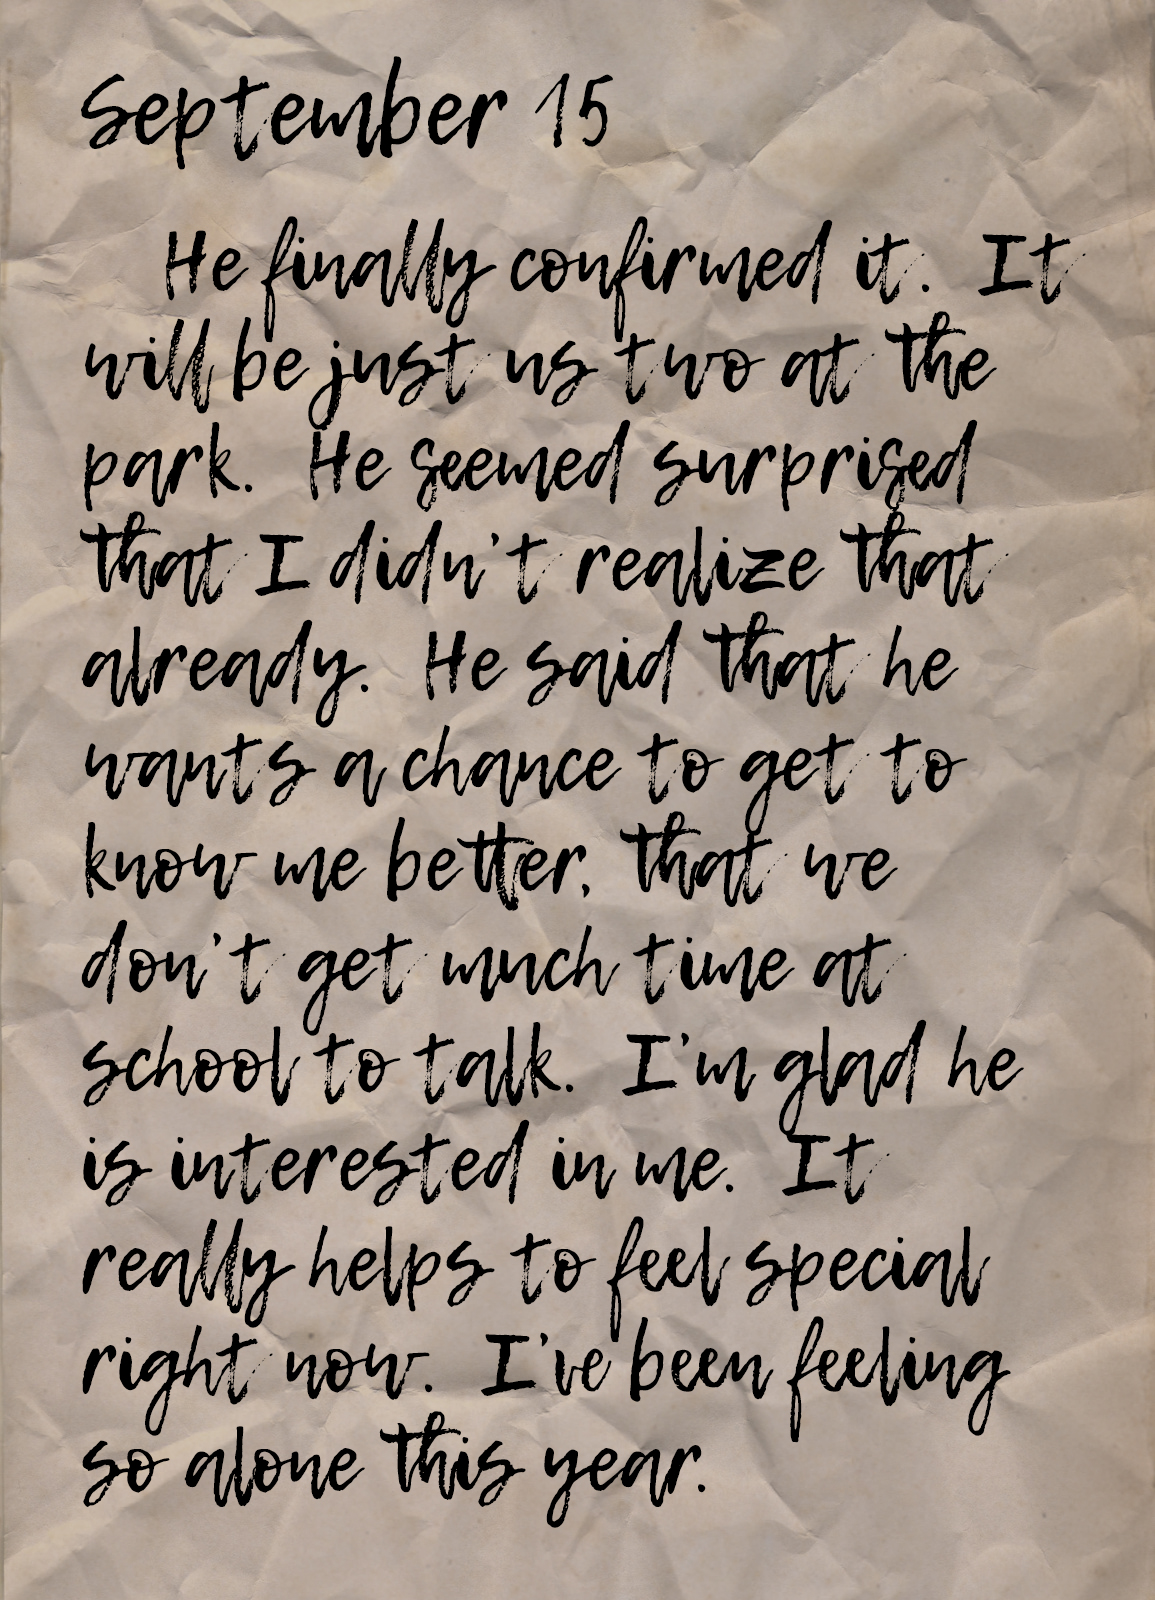 September 15
He finally confirmed it. It
will be just us two at the
park. He seemed surprised
that I didn't realize that
already. He said that he
wants a chance to get to
know me better, that we
don't get much time at
school to talk. I'm glad he
is interested in me. It
really helps to feel special
right now. I've been feeling
so alone this year.